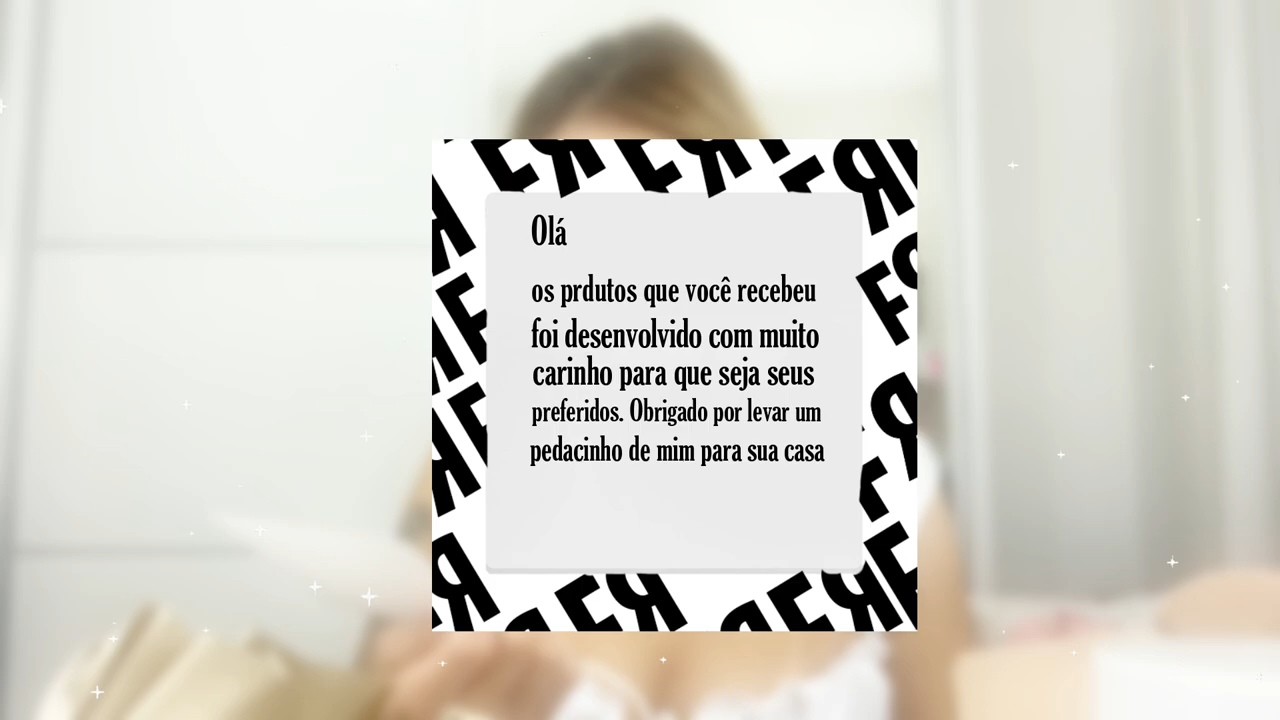 Olá
os prdutos que você recebeu
foi desenvolvido com muito
carinho para que seja seus
preferidos. Obrigado por levar um
pedacinho de mim para sua casa